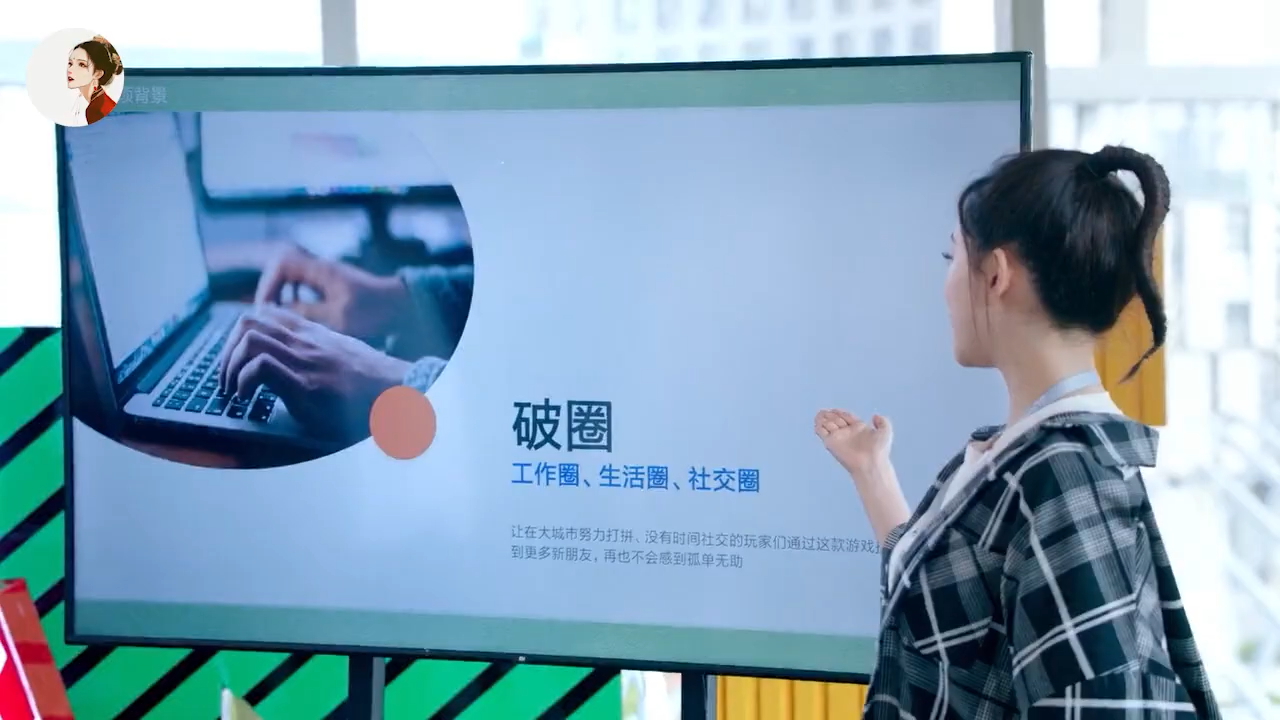 背景
破圈
工作圈、生活圈、社交圈
让在大城市努力打拼、没有时间社交的玩家们通过这款游戏
到更多新朋友，再也不会感到孤单无助